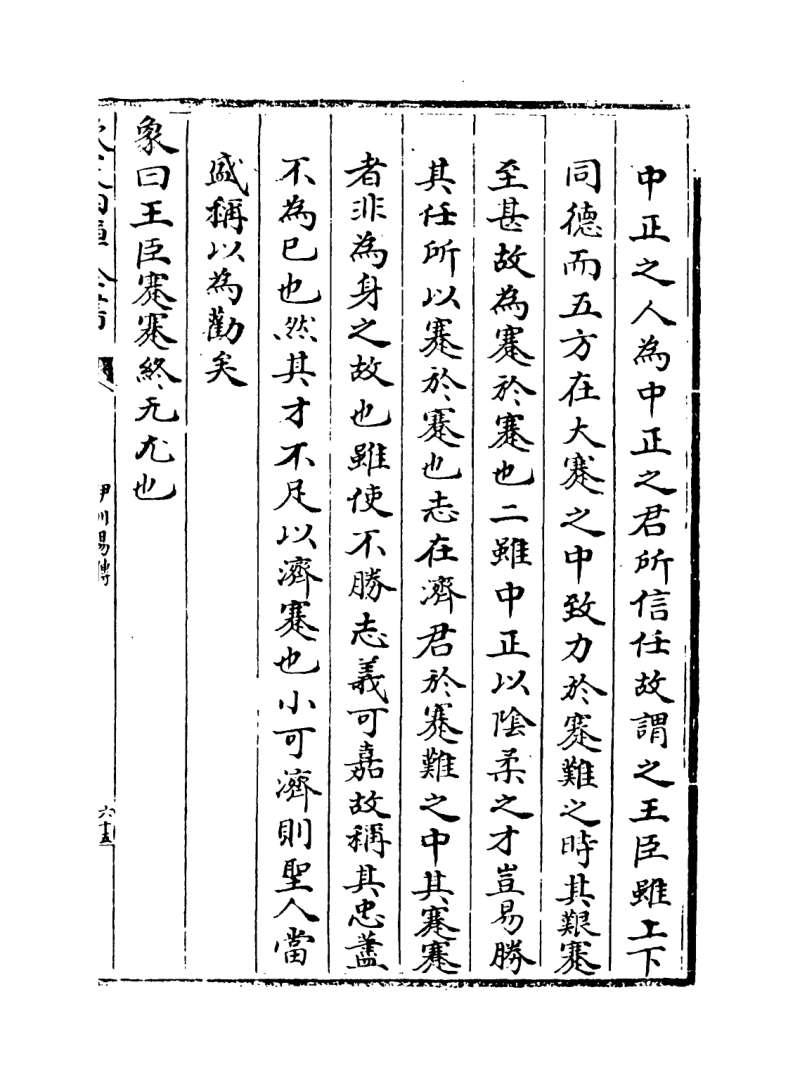 中正之人為中正之君所信任故謂之王臣雖上下
同德而五方在大蹇之中致力於蹇難之時其艱蹇
至甚故為蹇於蹇也二雖中正以陰柔之才豈易勝
其任所以蹇於蹇也志在濟君於蹇難之中其蹇蹇
者非為身之故也雖使不勝志義可嘉故稱其忠藎
不為已也然其才不足以濟蹇也小可濟則聖人當
盛稱以為勸矣
象曰王臣蹇蹇終无尤也
伊川易傳
六十五